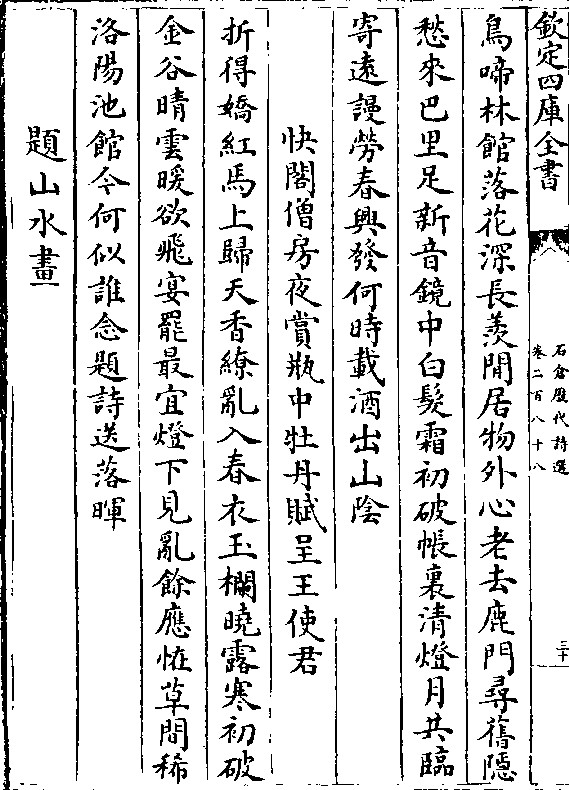 欽定四庫全書
石倉歷代詩選
卷二百八十八
三十
鳥啼林館落花深長羨閒居物外心老去鹿門尋舊隱
愁來巴里足新音鏡中白髮霜初破帳裏清燈月共臨
寄遠謾勞春興發何時載酒出山陰
快閣僧房夜賞瓶中牡丹賦呈王使君
折得嬌紅馬上歸天香繚亂入春衣玉欄曉露寒初破
金谷晴雲暖欲飛宴罷最宜燈下見亂餘應恠草間稀
洛陽池館今何似誰念題詩送落暉
題山水畫